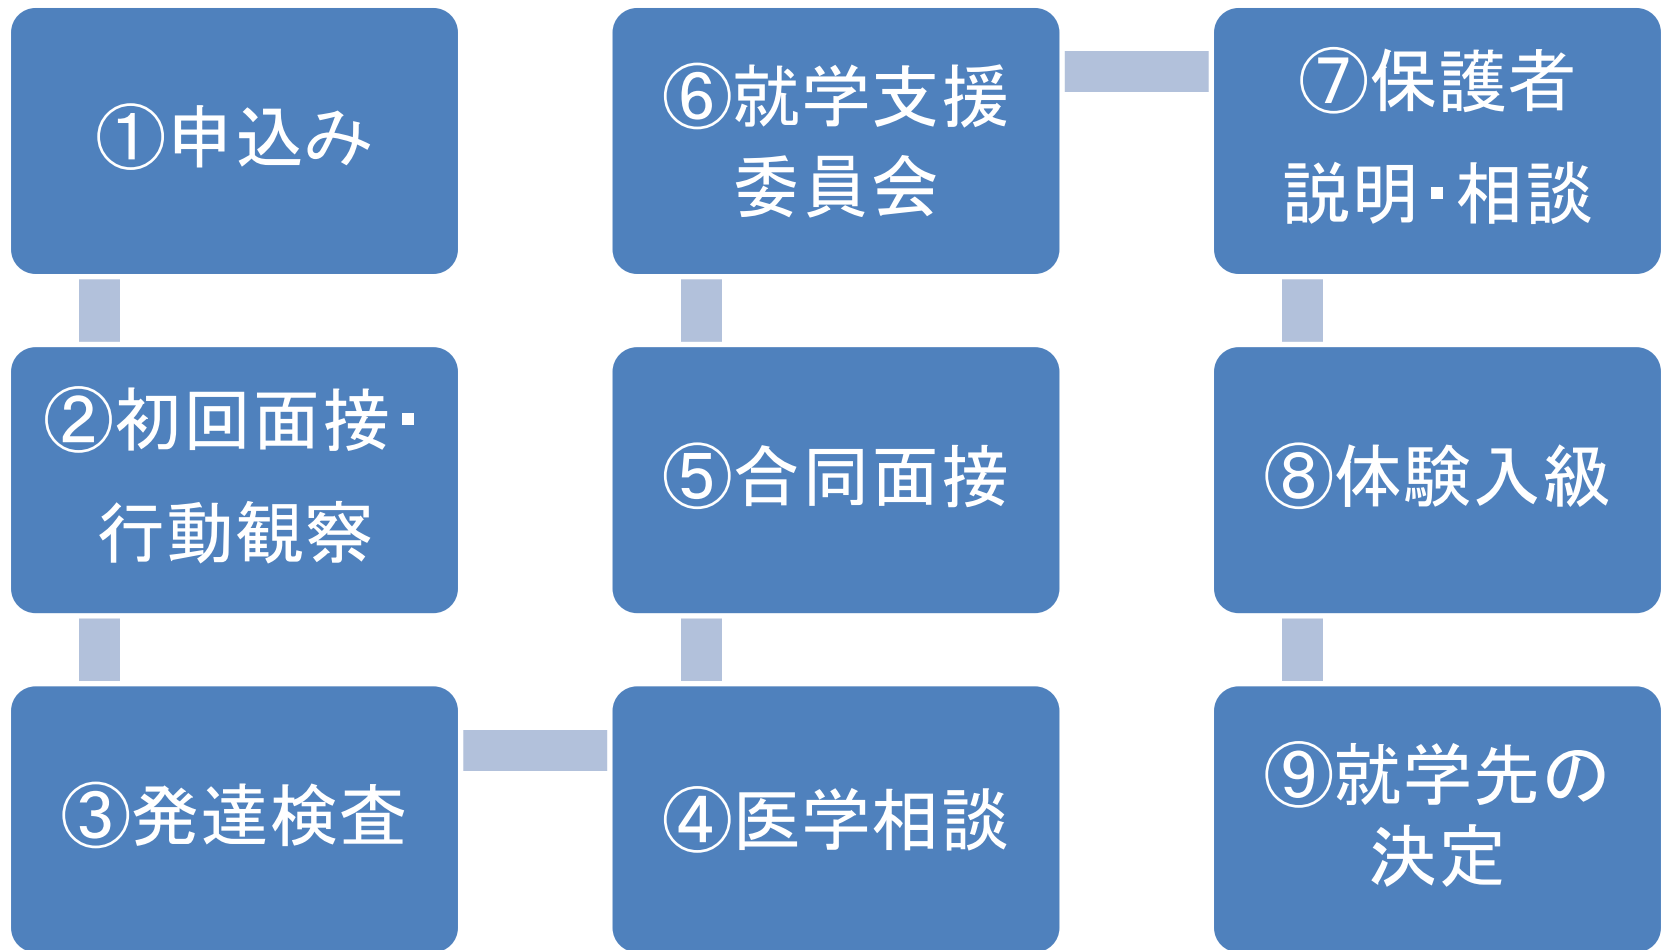 ①申込み
②初回面接・
行動観察
③発達検査
④医学相談
⑤合同面接
⑥就学支援
委員会
⑦保護者
説明・相談
⑧体験入級
⑨就学先の
決定